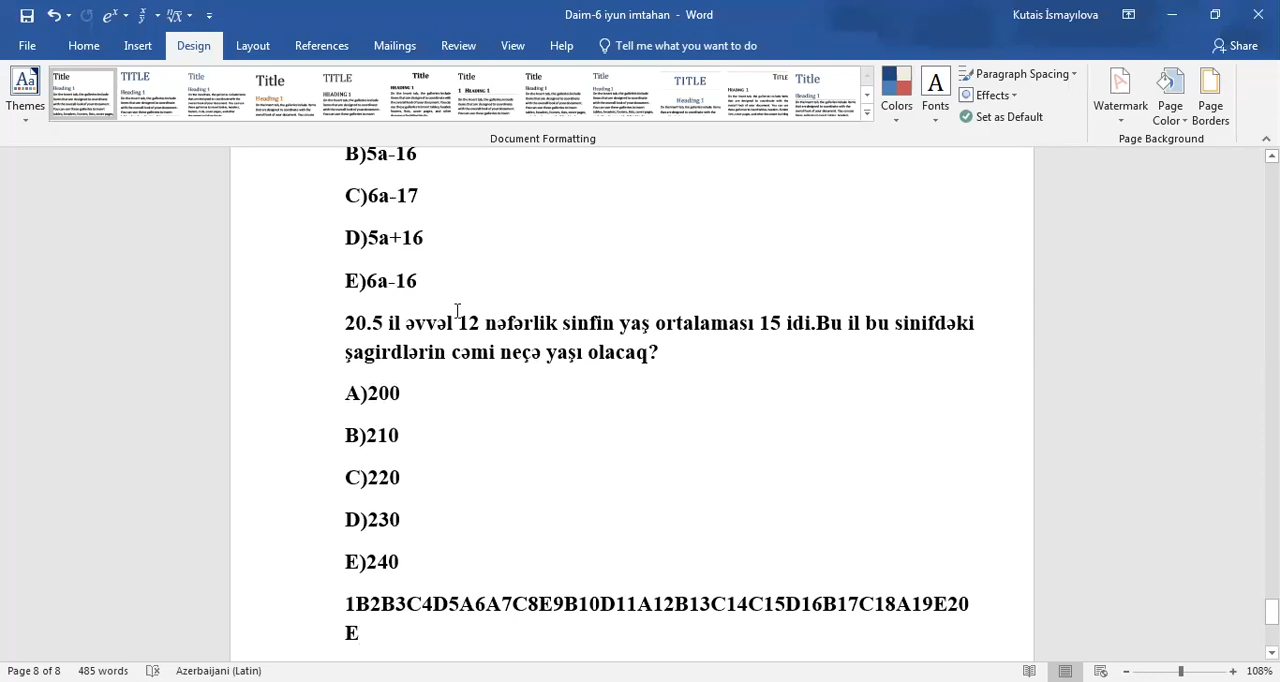 Daim-6 iyun imtahan - Word
Kutais İsmayılova
File Home Insert Design Layout References Mailings Review View Help Tell me what you want to do Share
Themes
Colors Fonts Paragraph Spacing Effects Set as Default
Watermark Page Color Page Borders
Document Formatting Page Background
B)5a-16
C)6a-17
D)5a+16
E)6a-16
20.5 il əvvəl 12 nəfərlik sinfin yaş ortalaması 15 idi.Bu il bu sinifdəki
şagirdlərin cəmi neçə yaşı olacaq?
A)200
B)210
C)220
D)230
E)240
1B2B3C4D5A6A7C8E9B10D11A12B13C14C15D16B17C18A19E20
E
Page 8 of 8 485 words Azerbaijani (Latin) 108%